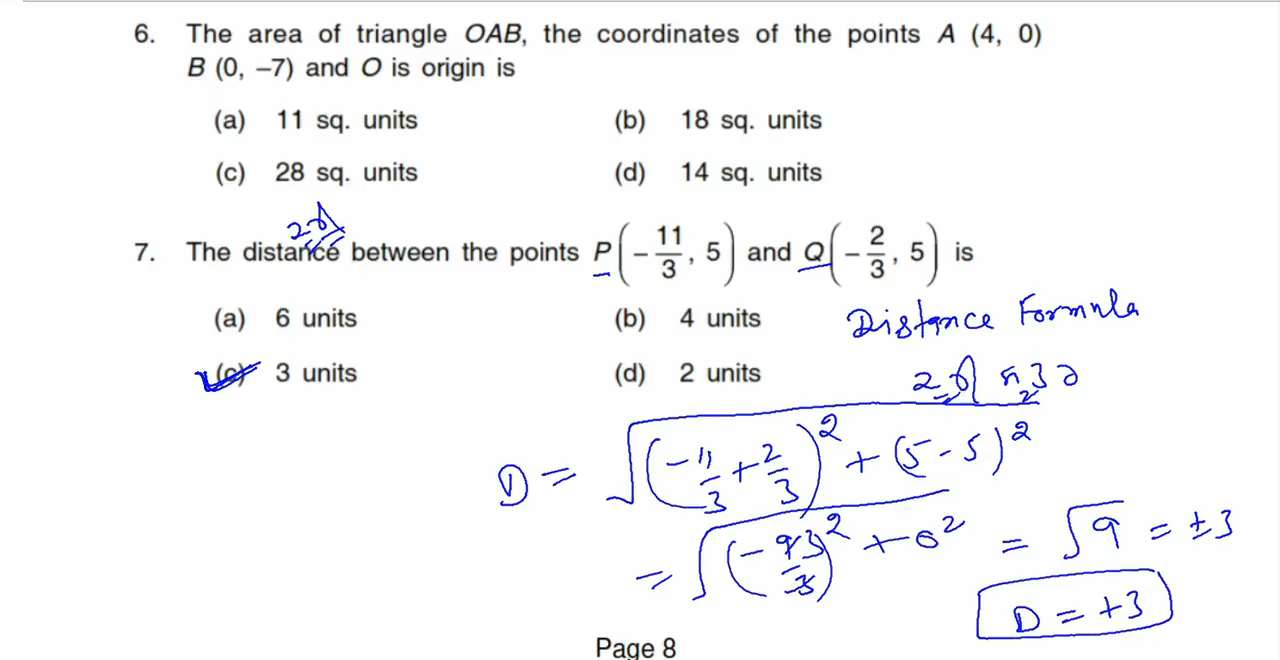 6. The area of triangle OAB, the coordinates of the points A (4, 0)
B (0, –7) and O is origin is
(a) 11 sq. units (b) 18 sq. units
(c) 28 sq. units (d) 14 sq. units
7. The distance between the points P(-11/3, 5) and Q(-2/3, 5) is
(a) 6 units (b) 4 units
(c) 3 units (d) 2 units
Distance Formula
D = √((-11/3 + 2/3)² + (5 - 5)²
= √((-93/3)² + 0² = √9 = ±3
D = +3
Page 8